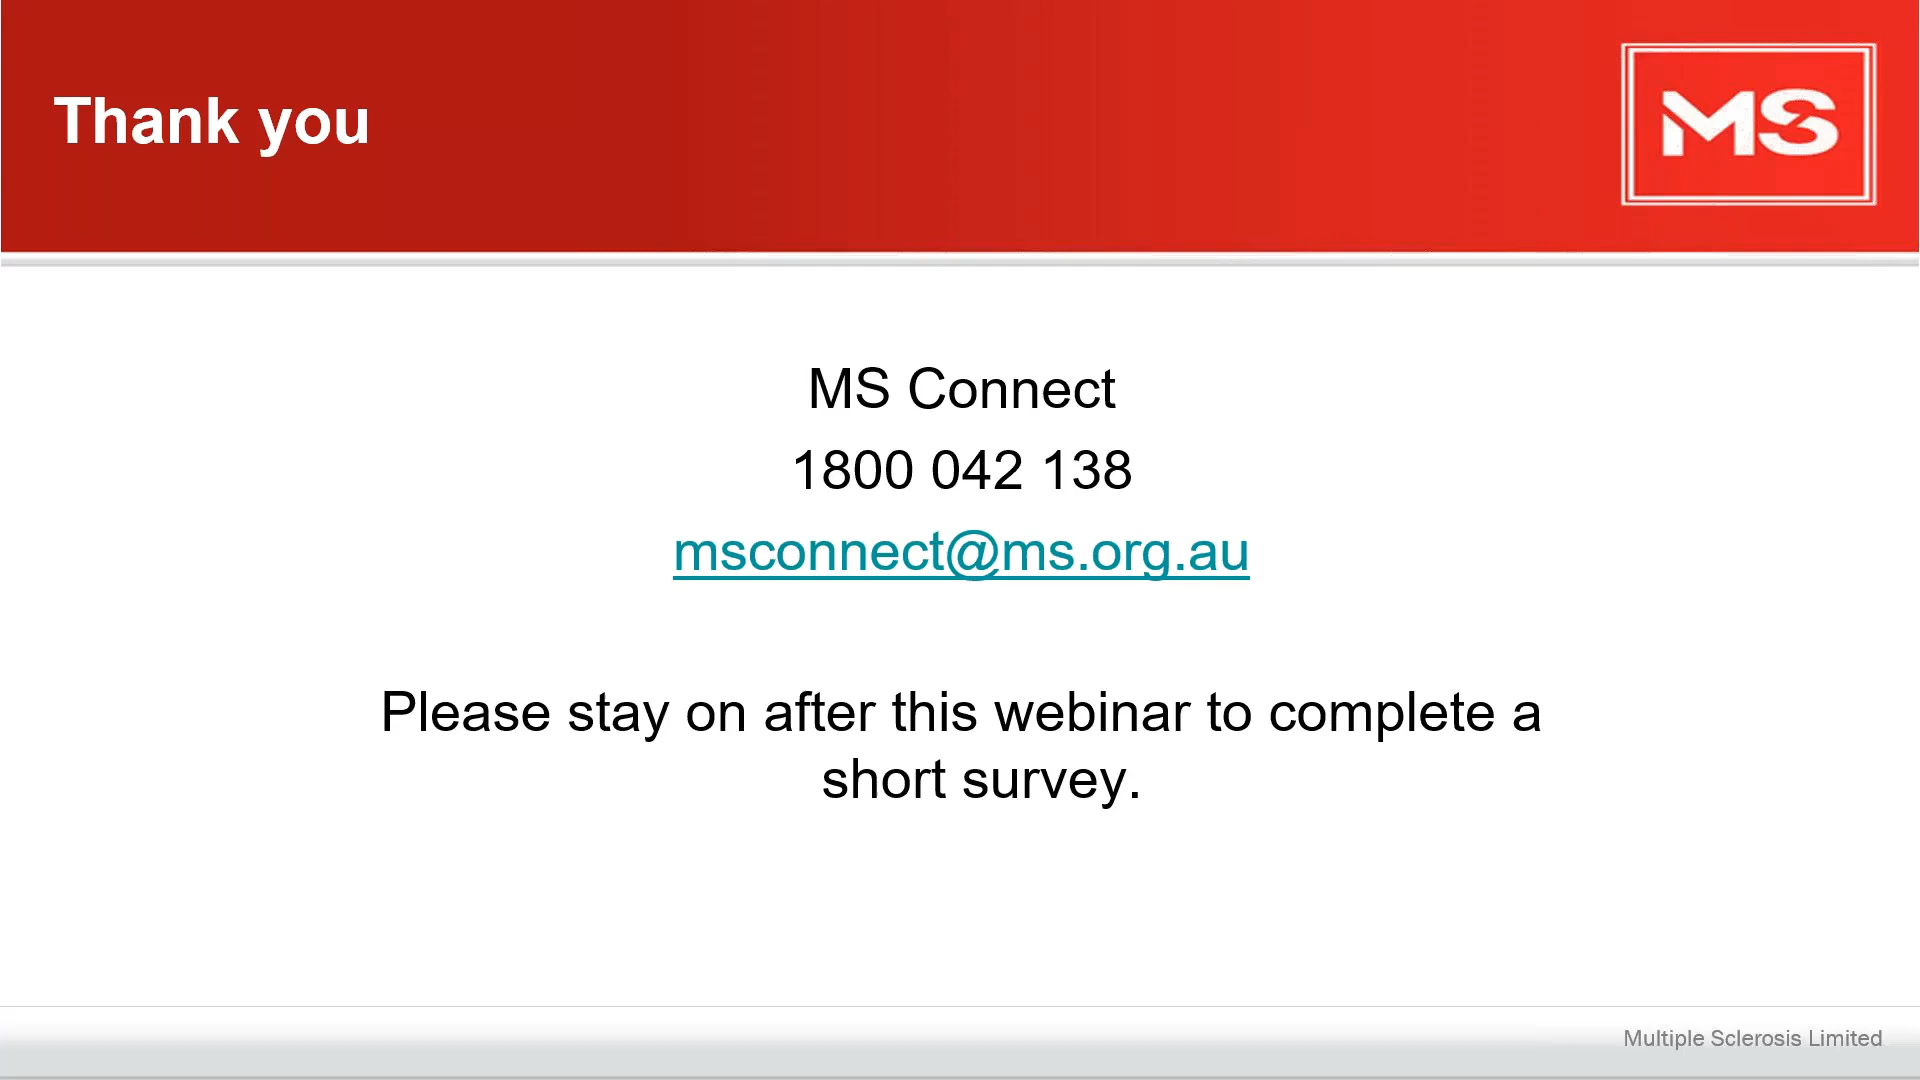 Thank you
MS
MS Connect
1800 042 138
msconnect@ms.org.au
Please stay on after this webinar to complete a
short survey.
Multiple Sclerosis Limited